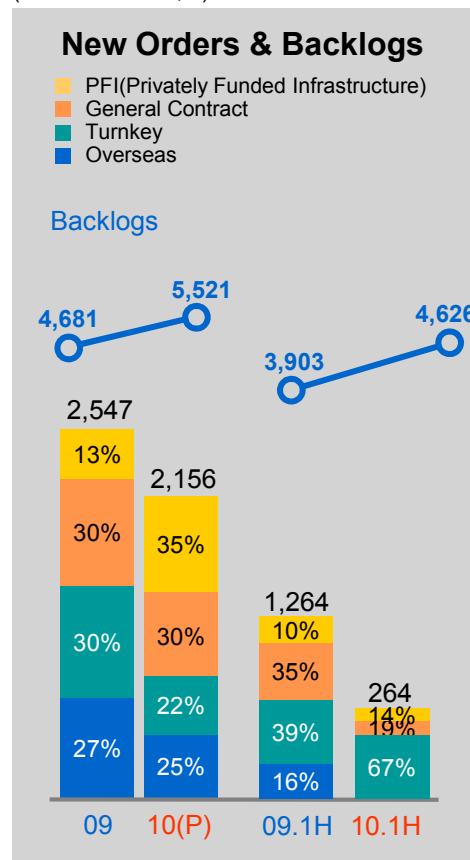 New Orders & Backlogs
PFI(Privately Funded Infrastructure)
General Contract
Turnkey
Overseas
Backlogs
4,681
5,521
3,903
4,626
2,547
13%
30%
30%
27%
2,156
35%
30%
22%
25%
1,264
10%
35%
39%
16%
264
14%
19%
67%
09
10(P)
09.1H
10.1H